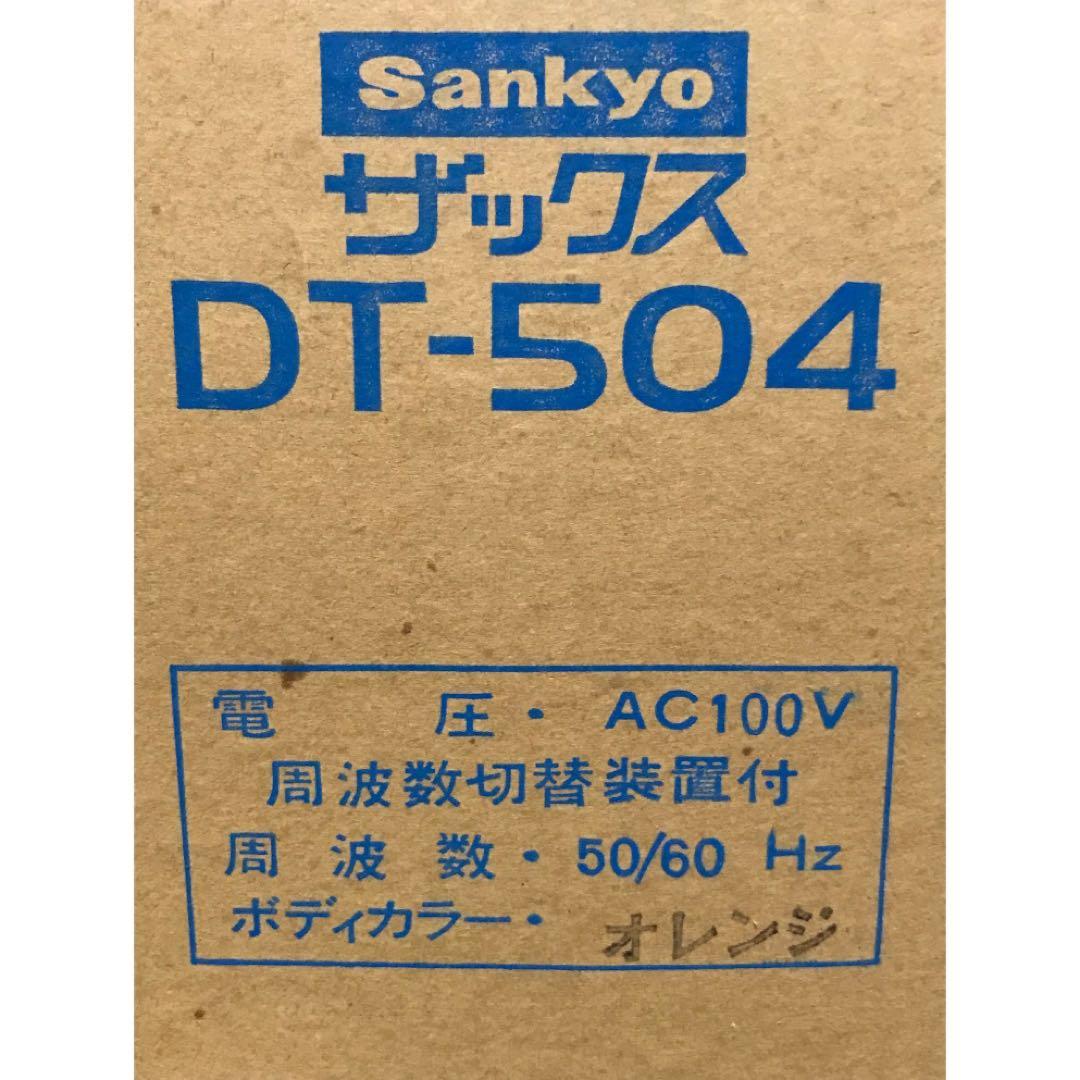 Sankyo
ザックス
DT-504
電 圧・AC100V
周波数切替装置付
周 波 数・50/60 Hz
ボディカラー・オレンジ